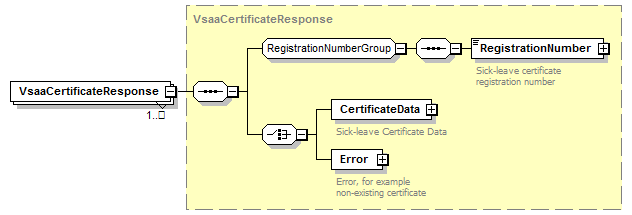 VsaaCertificateResponse
RegistrationNumberGroup
RegistrationNumber
Sick-leave certificate
registration number
VsaaCertificateResponse
1..
CertificateData
Sick-leave Certificate Data
Error
Error, for example
non-existing certificate